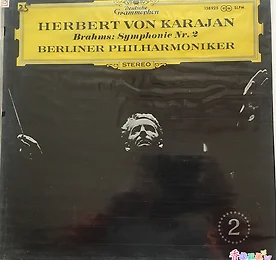 Deutsche
Grammophon
HERBERT VON KARAJAN
Brahms: Symphonie Nr. 2
BERLINER PHILHARMONIKER
STEREO
2